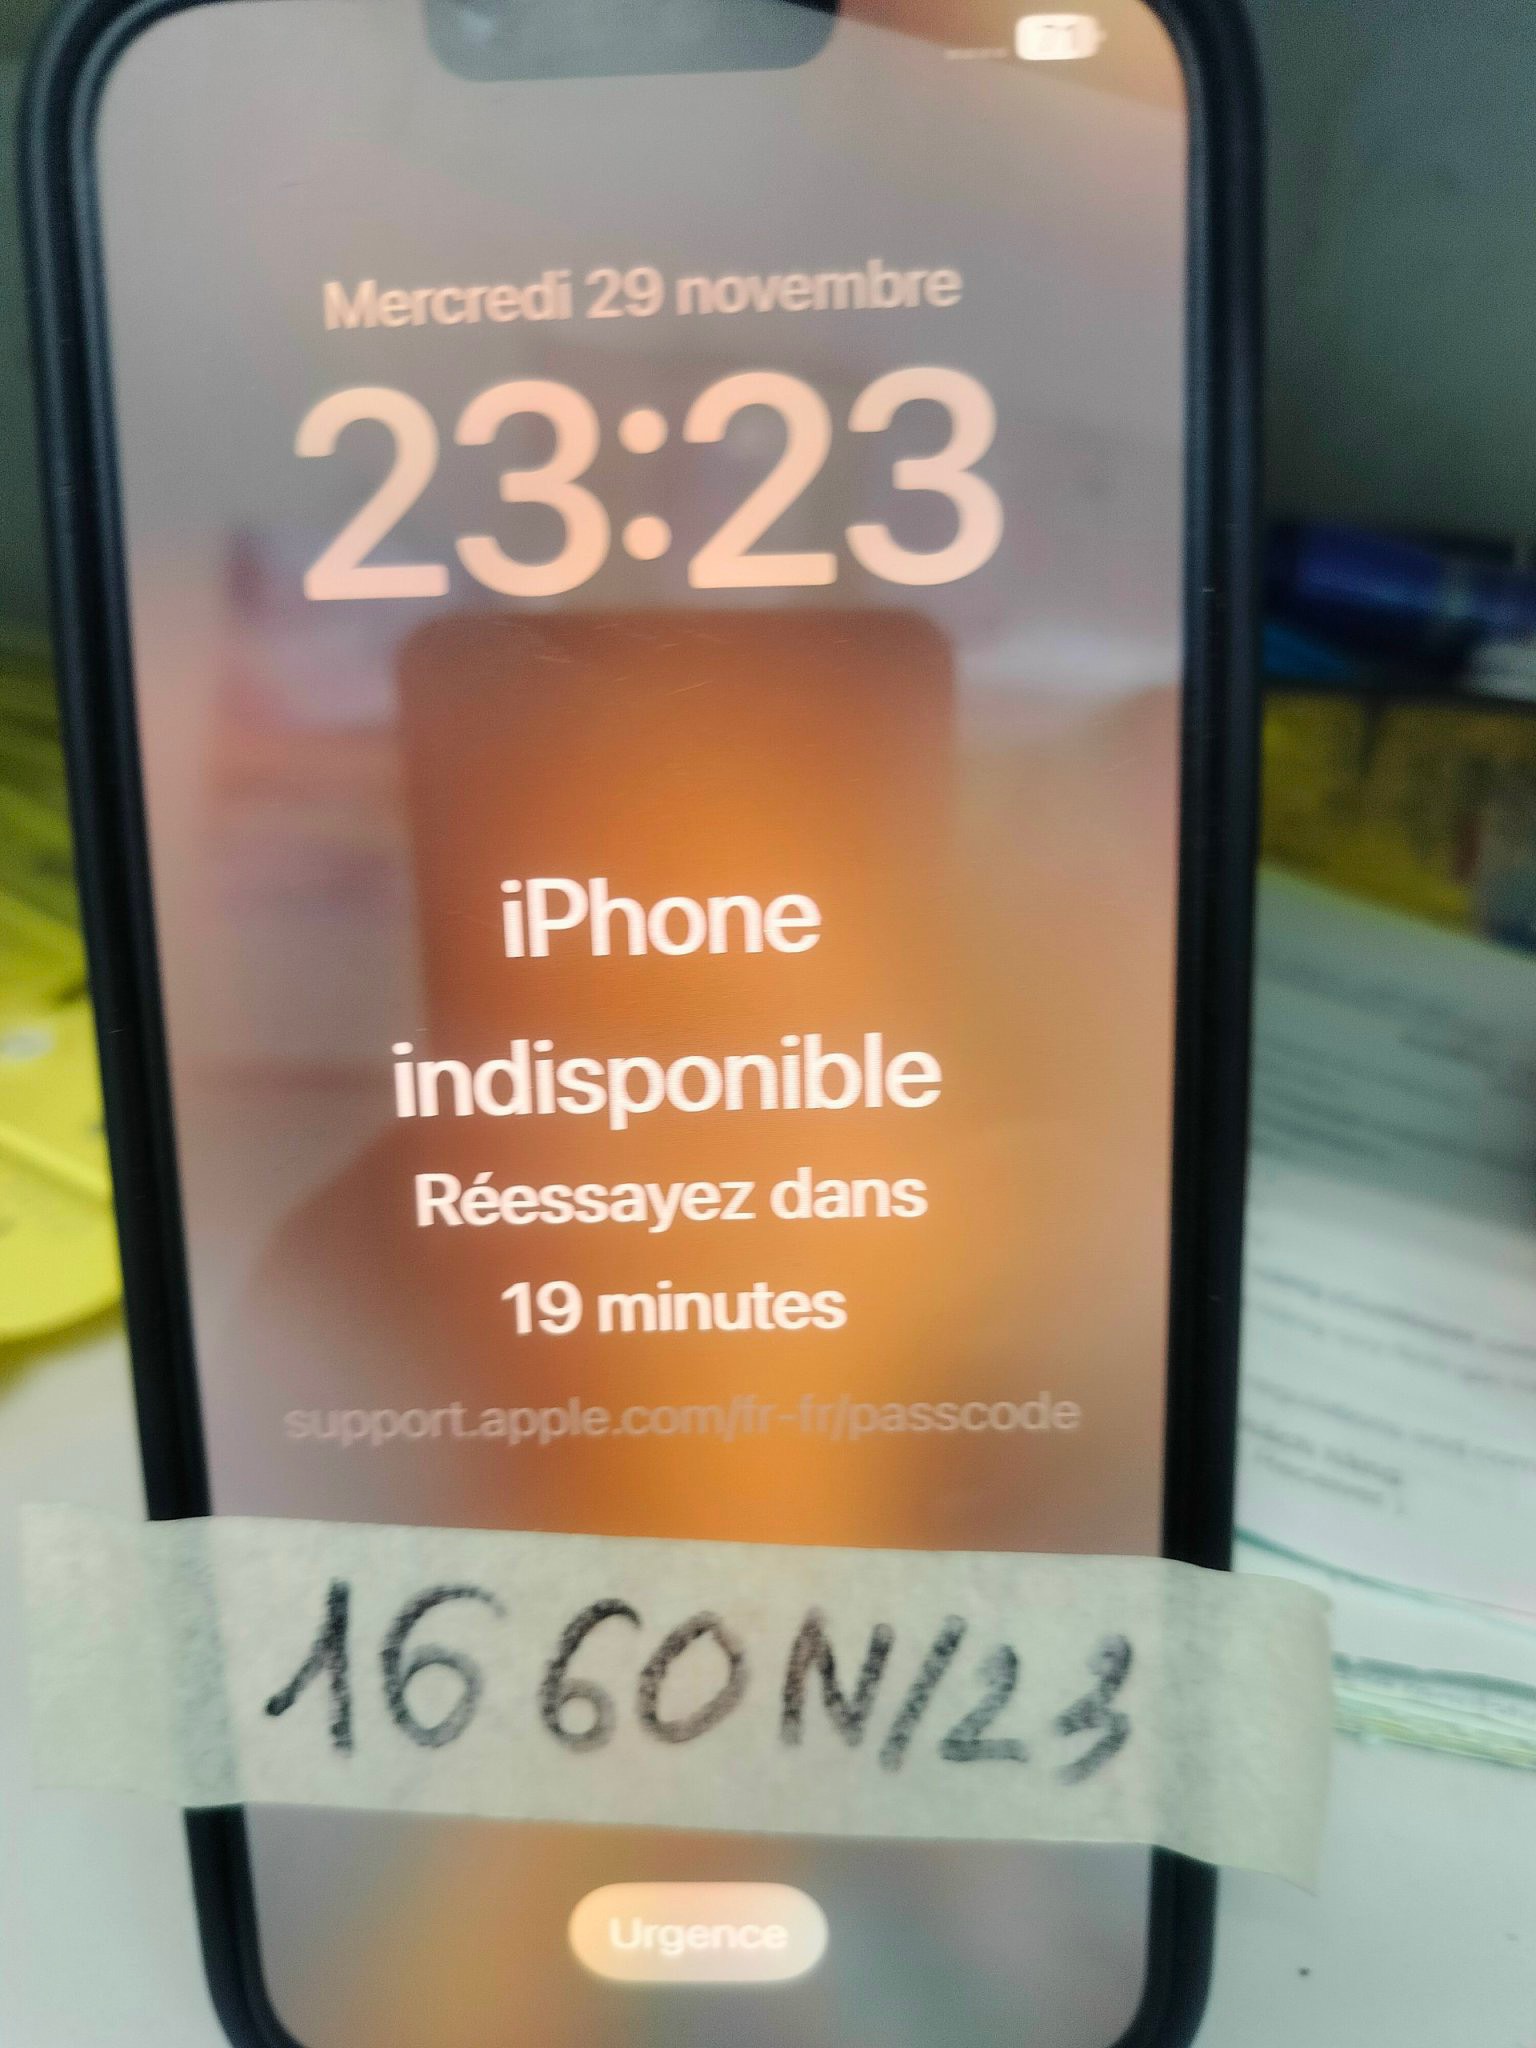 71
Mercredi 29 novembre
23:23
iPhone
indisponible
Réessayez dans
19 minutes
support.apple.com/fr-fr/passcode
1660N/23
Urgence